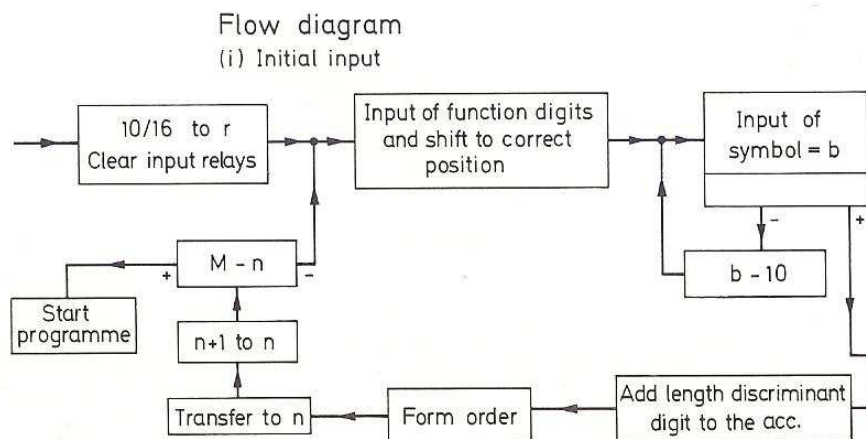 Flow diagram
(i) Initial input
10/16 to r
Clear input relays
Input of function digits
and shift to correct
position
Input of
symbol = b
-
+
b - 10
M - n
+
-
Start
programme
n+1 to n
Transfer to n
Form order
Add length discriminant
digit to the acc.